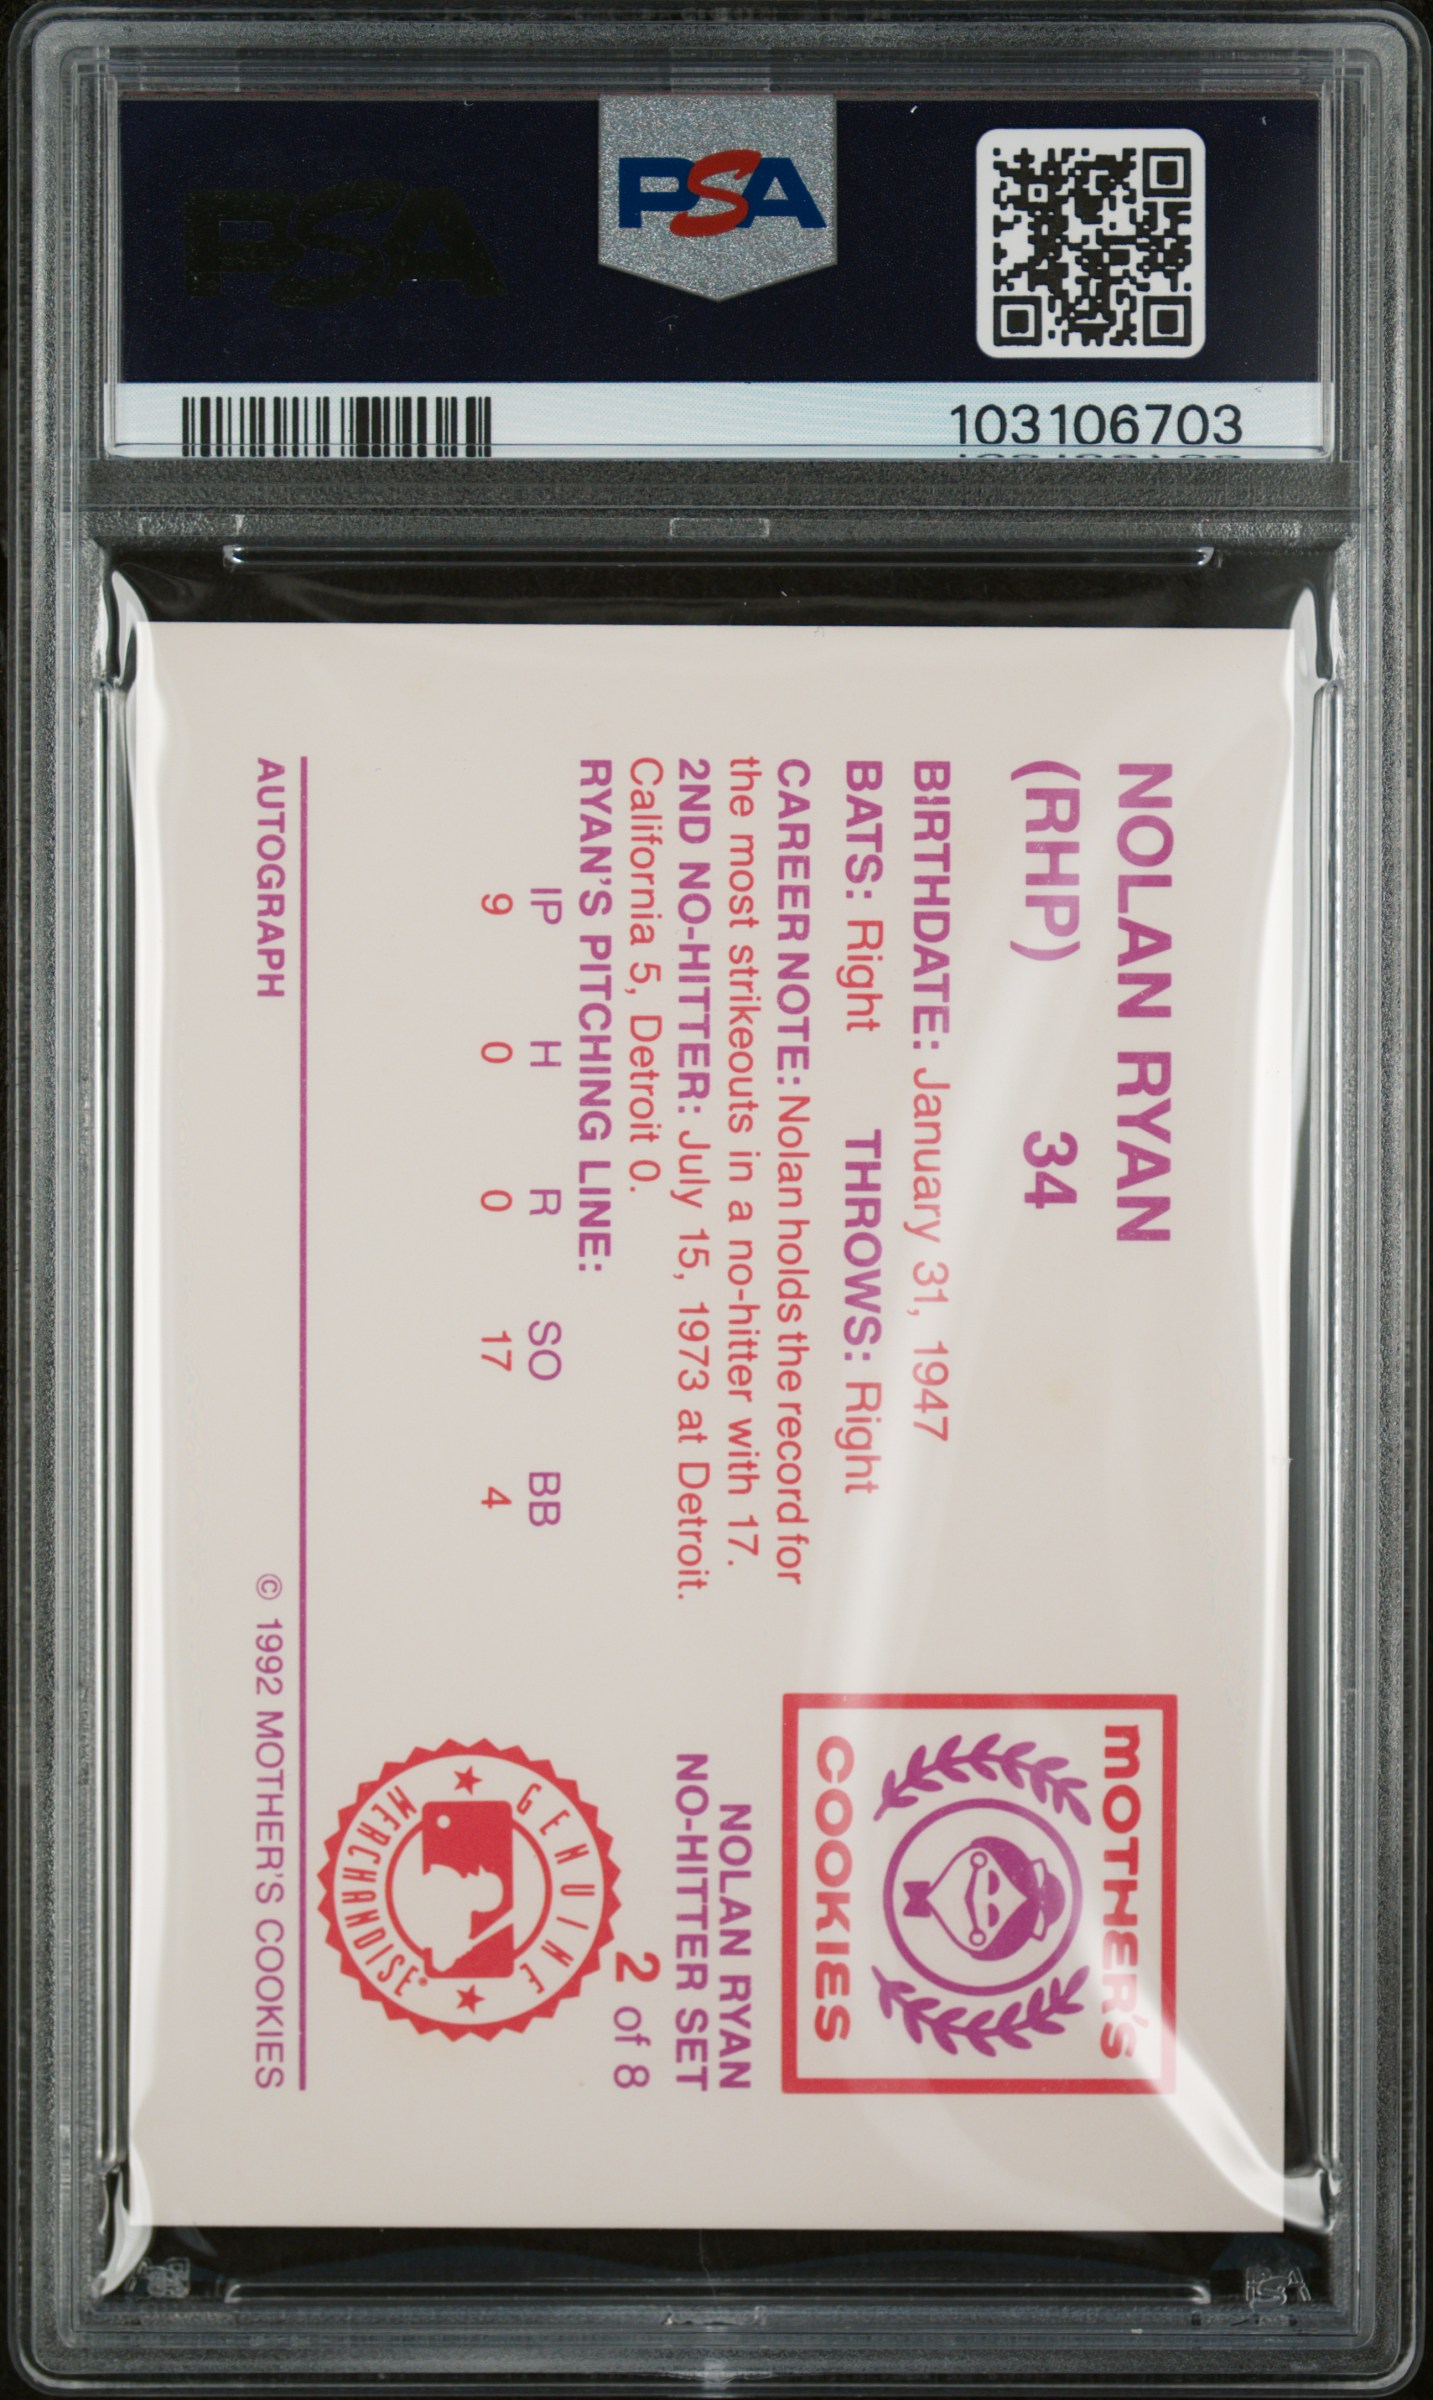 PSA
PSA
103106703
NOLAN RYAN
(RHP) 34
BIRTHDATE: January 31, 1947
BATS: Right THROWS: Right
CAREER NOTE: Nolan holds the record for
the most strikeouts in a no-hitter with 17.
2ND NO-HITTER: July 15, 1973 at Detroit.
California 5, Detroit 0.
RYAN'S PITCHING LINE:
IP H R SO BB
9 0 0 17 4
AUTOGRAPH
© 1992 MOTHER'S COOKIES
MOTHER'S
COOKIES
NOLAN RYAN
NO-HITTER SET
2 of 8
GENUINE
MERCHANDISE®
PSA